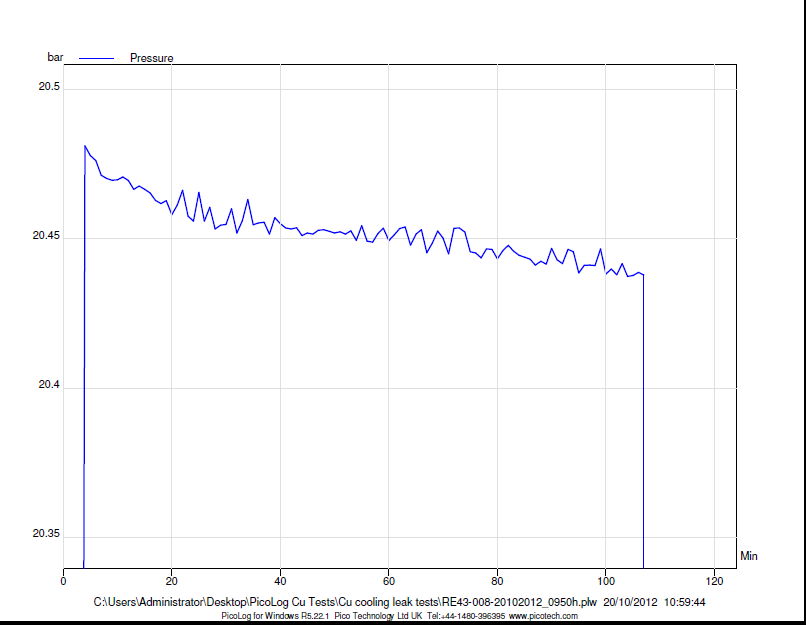 bar Pressure
20.5
20.45
20.4
20.35
Min
0 20 40 60 80 100 120
C:\Users\Administrator\Desktop\PicoLog Cu Tests\Cu cooling leak tests\RE43-008-20102012_0950h.plw 20/10/2012 10:59:44
PicoLog for Windows R5.22.1 Pico Technology Ltd UK Tel:+44-1480-396395 www.picotech.com